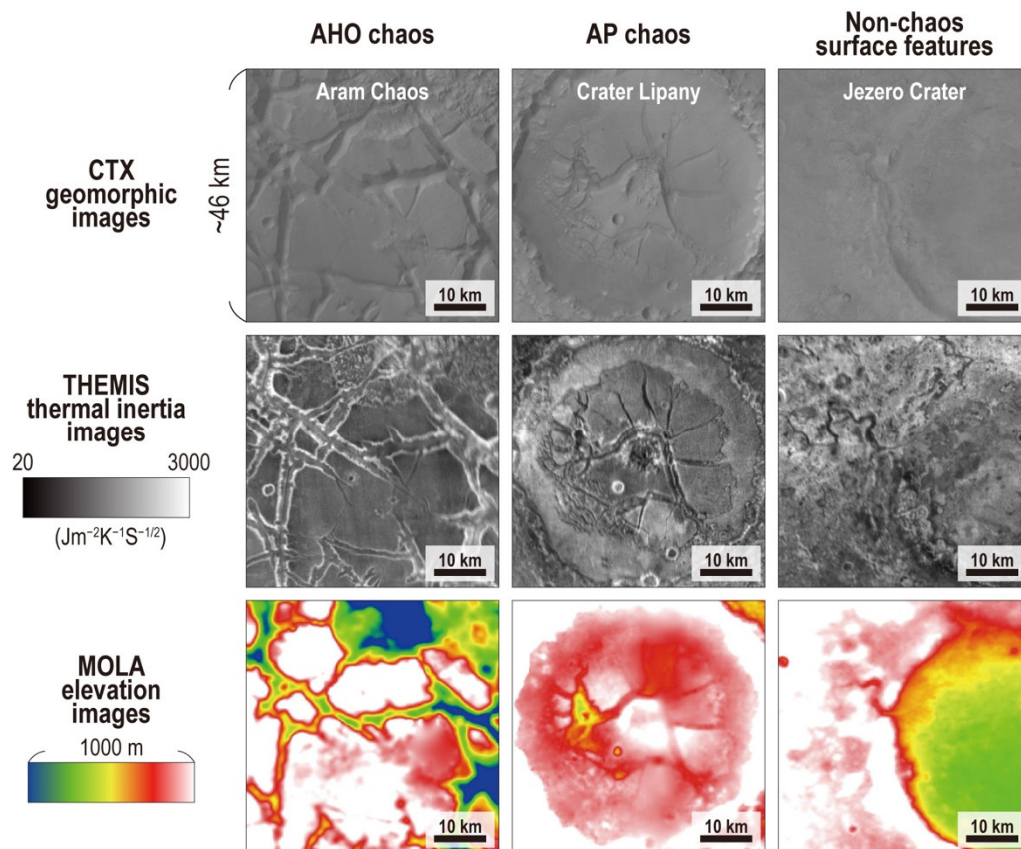 AHO chaos
AP chaos
Non-chaos
surface features
CTX
geomorphic
images
~46 km
Aram Chaos
10 km
Crater Lipany
10 km
Jezero Crater
10 km
THEMIS
thermal inertia
images
20
3000
(Jm⁻²K⁻¹S⁻¹/²)
10 km
10 km
10 km
MOLA
elevation
images
1000 m
10 km
10 km
10 km